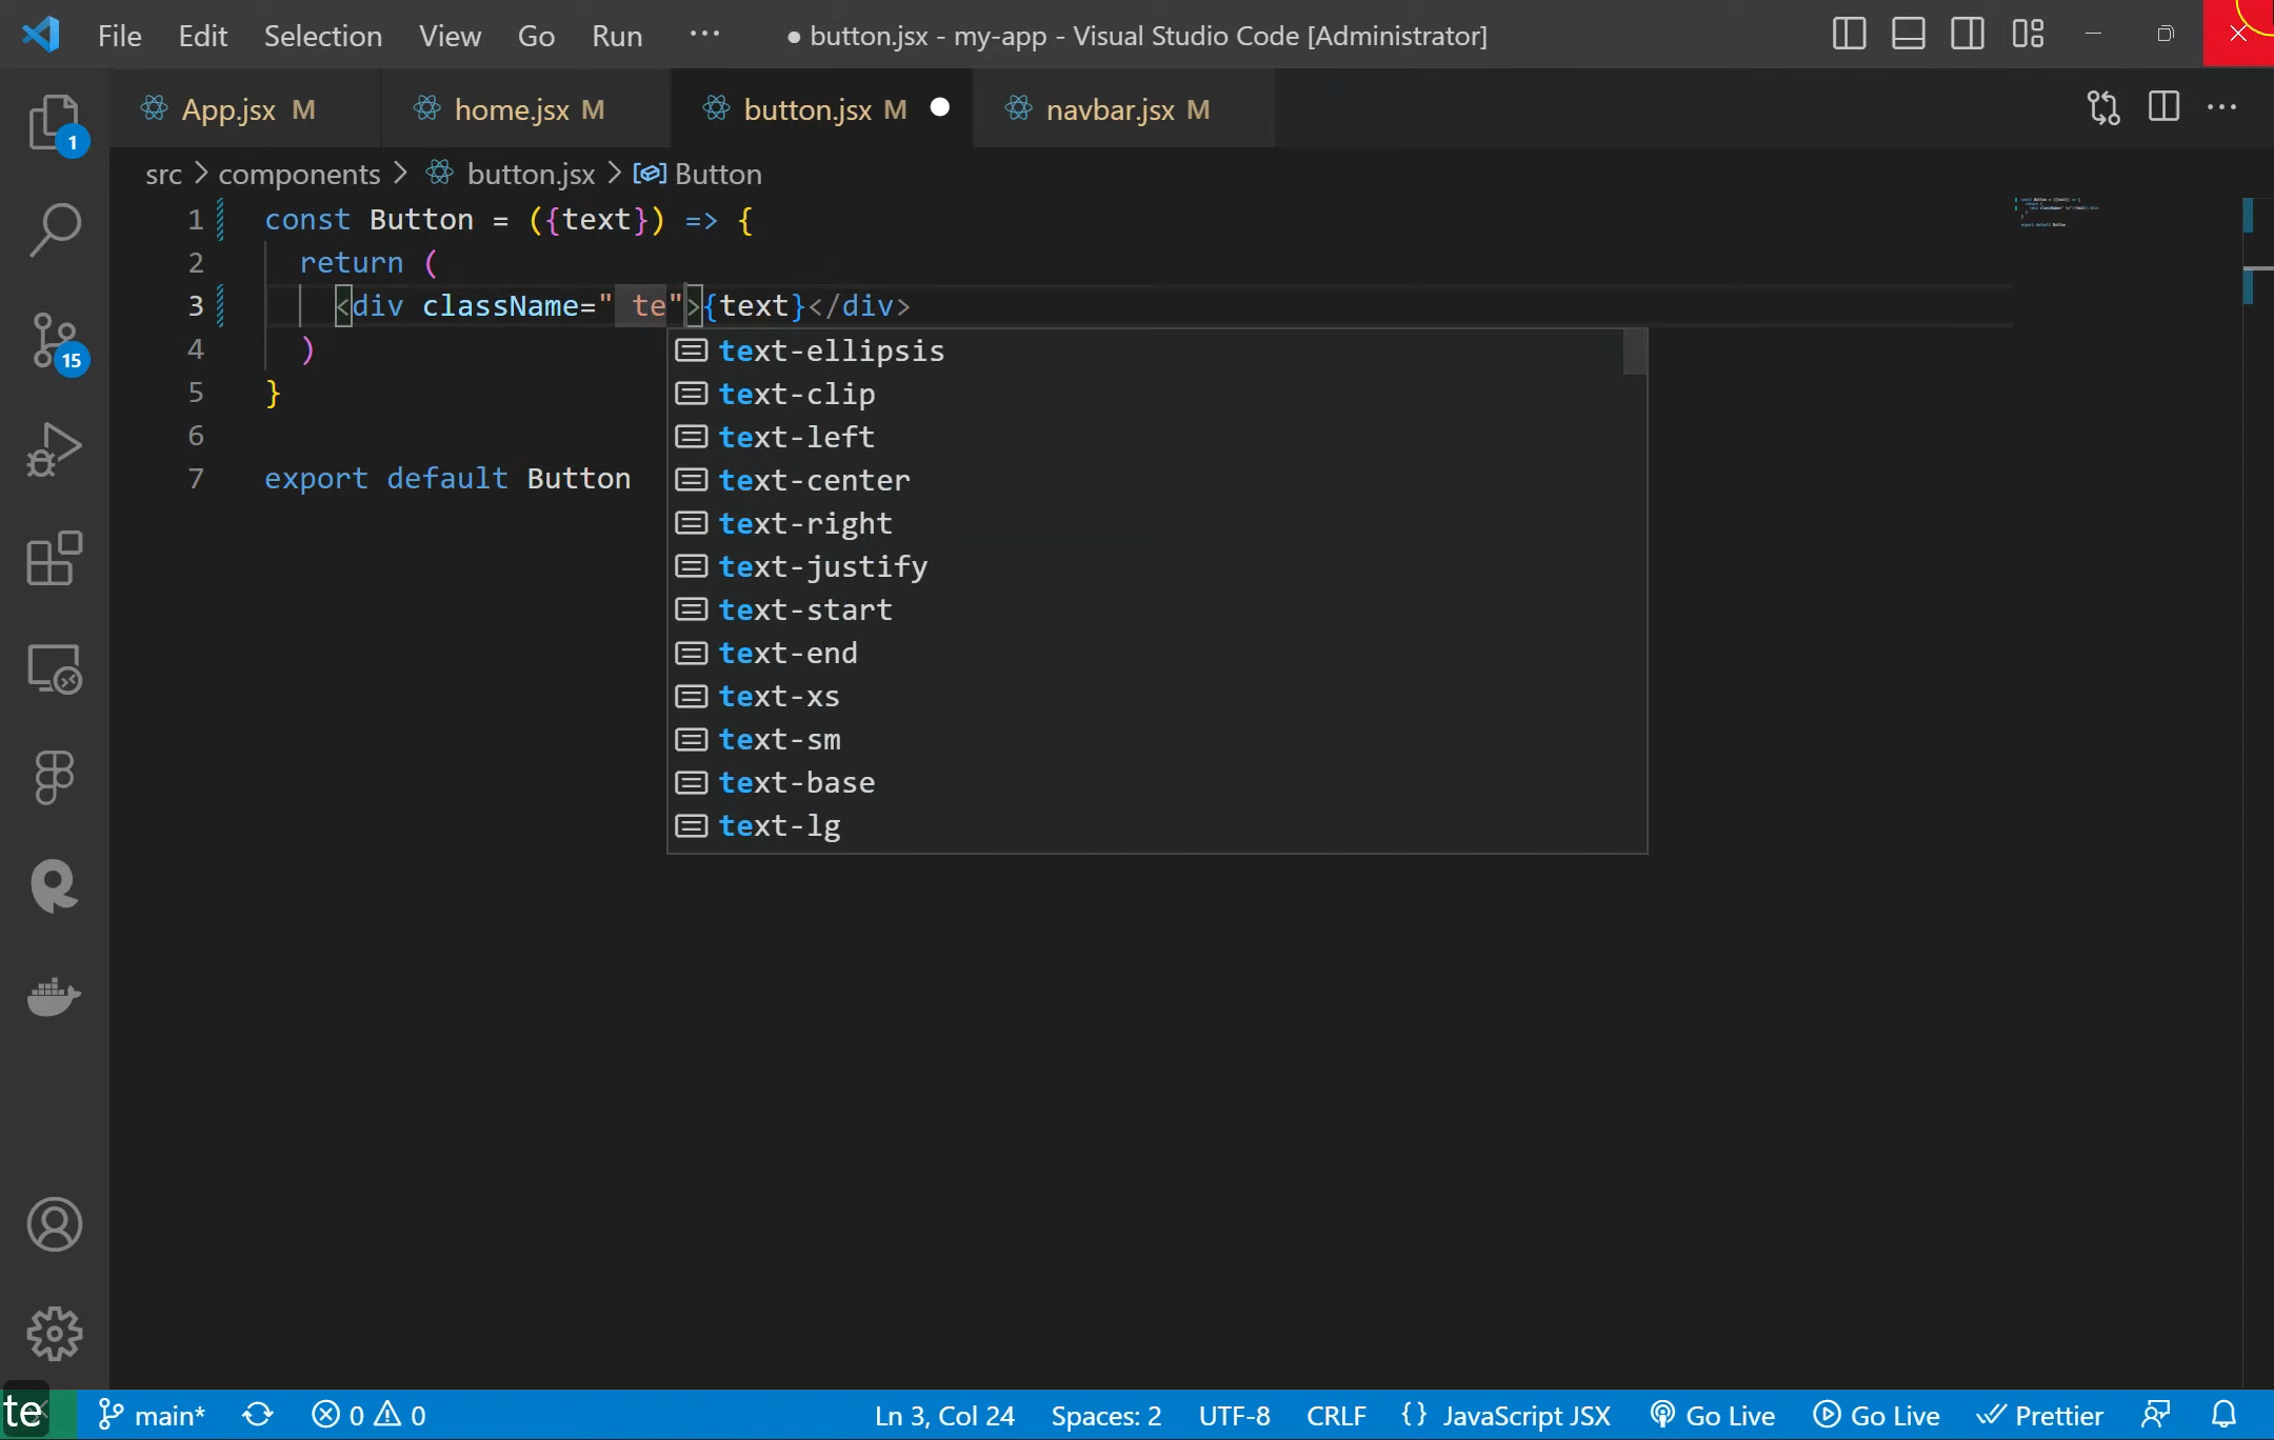 File Edit Selection View Go Run ··· ● button.jsx - my-app - Visual Studio Code [Administrator]
App.jsx M home.jsx M button.jsx M ● navbar.jsx M ···
1
src > components > button.jsx > Button
1 const Button = ({text}) => {
2 return (
3 <div className=" te">{text}</div>
4 )
5 }
6
7 export default Button
text-ellipsis
text-clip
text-left
text-center
text-right
text-justify
text-start
text-end
text-xs
text-sm
text-base
text-lg
15
te
main* 0 0 Ln 3, Col 24 Spaces: 2 UTF-8 CRLF {} JavaScript JSX Go Live Go Live Prettier